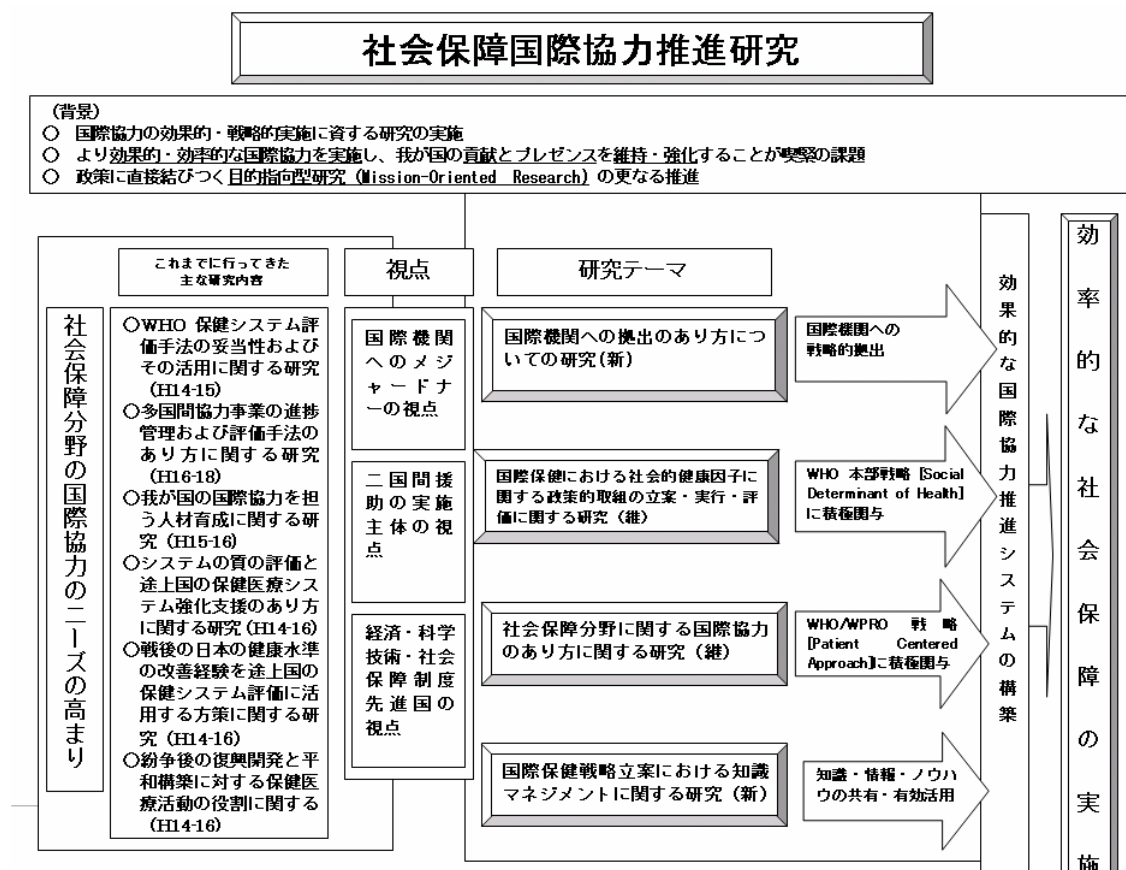 社会保障国際協力推進研究
(背景)
○ 国際協力の効果的・戦略的実施に資する研究の実施
○ より効果的・効率的な国際協力を実施し、我が国の貢献とプレゼンスを維持・強化することが喫緊の課題
○ 政策に直接結びつく目的指向型研究 (Mission-Oriented Research) の更なる推進
社会保障分野の国際協力のニーズの高まり
これまでに行ってきた
主な研究内容
○WHO 保健システム評
価手法の妥当性および
その活用に関する研究
(H14-15)
○多国間協力事業の進捗
管理および評価手法の
あり方に関する研究
(H16-18)
○我が国の国際協力を担
う人材育成に関する研
究 (H15-16)
○システムの質の評価と
途上国の保健医療シス
テム強化支援のあり方
に関する研究(H14-16)
○戦後の日本の健康水準
の改善経験を途上国の
保健システム評価に活
用する方策に関する研
究 (H14-16)
○紛争後の復興開発と平
和構築に対する保健医
療活動の役割に関する
(H14-16)
視点
国際機関
へのメジ
ャードナ
ーの視点
二国間援
助の実施
主体の視
点
経済・科学
技術・社会
保障制度
先進国の
視点
研究テーマ
国際機関への拠出のあり方につ
いての研究(新)
国際保健における社会的健康因子に
関する政策的取組の立案・実行・評
価に関する研究（継）
社会保障分野に関する国際協力
のあり方に関する研究（継）
国際保健戦略立案における知識
マネジメントに関する研究（新）
国際機関への
戦略的拠出
WHO 本部戦略 [Social
Determinant of Health]
に積極関与
WHO/WPRO 戦略
[Patient Centered
Approach]に積極関与
知識・情報・ノウハ
ウの共有・有効活用
効果的な国際協力推進システムの構築
効率的な社会保障の実施